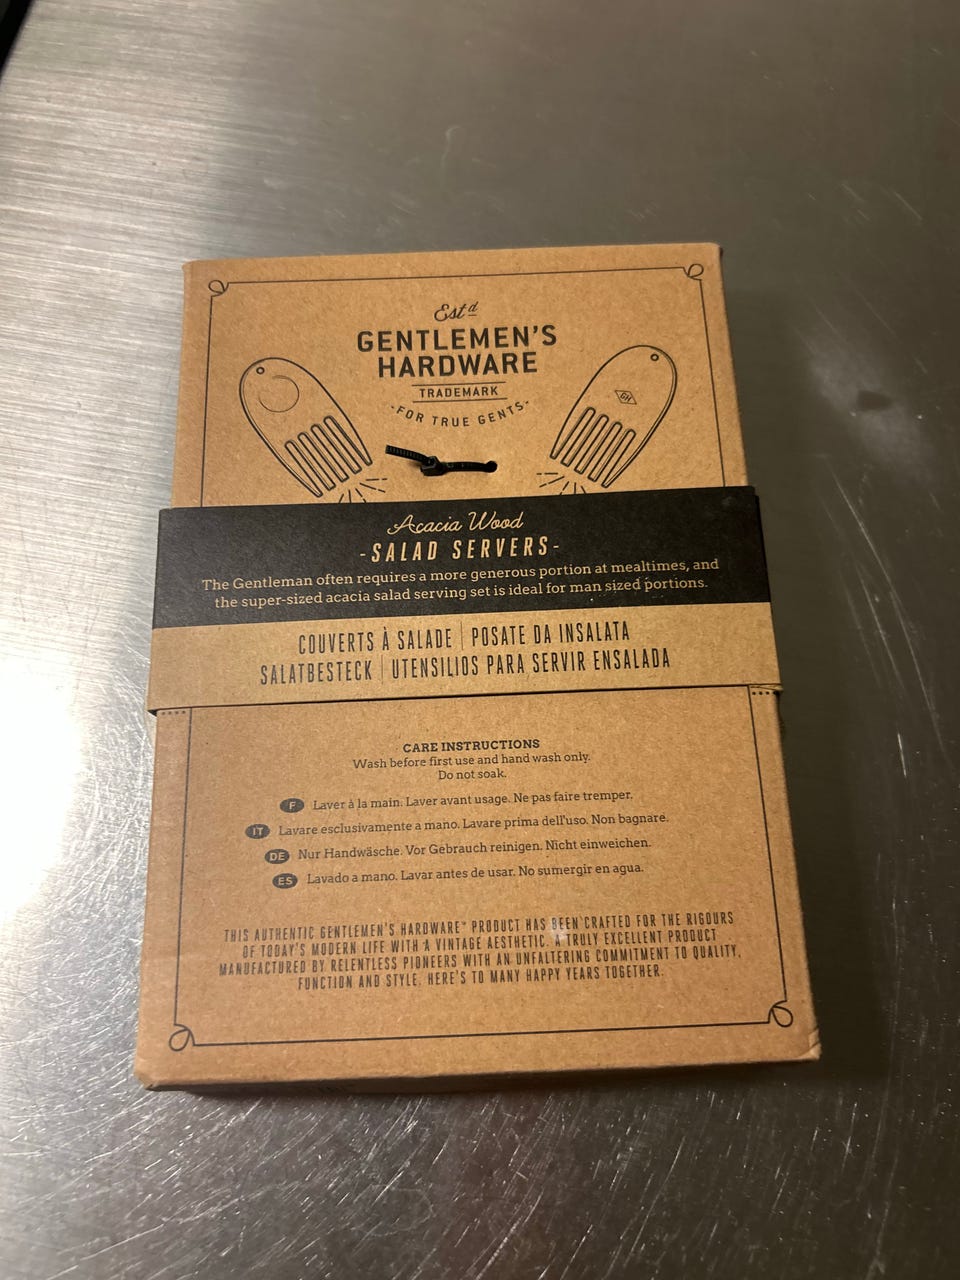 Estd
GENTLEMEN'S
HARDWARE
TRADEMARK
-FOR TRUE GENTS-
GH
Acacia Wood
-SALAD SERVERS-
The Gentleman often requires a more generous portion at mealtimes, and
the super-sized acacia salad serving set is ideal for man sized portions.
COUVERTS À SALADE | POSATE DA INSALATA
SALATBESTECK | UTENSILIOS PARA SERVIR ENSALADA
CARE INSTRUCTIONS
Wash before first use and hand wash only.
Do not soak.
F Laver à la main. Laver avant usage. Ne pas faire tremper.
IT Lavare esclusivamente a mano. Lavare prima dell'uso. Non bagnare.
DE Nur Handwäsche. Vor Gebrauch reinigen. Nicht einweichen.
ES Lavado a mano. Lavar antes de usar. No sumergir en agua.
THIS AUTHENTIC GENTLEMEN'S HARDWARE® PRODUCT HAS BEEN CRAFTED FOR THE RIGOURS
OF TODAY'S MODERN LIFE WITH A VINTAGE AESTHETIC. A TRULY EXCELLENT PRODUCT
MANUFACTURED BY RELENTLESS PIONEERS WITH AN UNFALTERING COMMITMENT TO QUALITY,
FUNCTION AND STYLE. HERE'S TO MANY HAPPY YEARS TOGETHER.